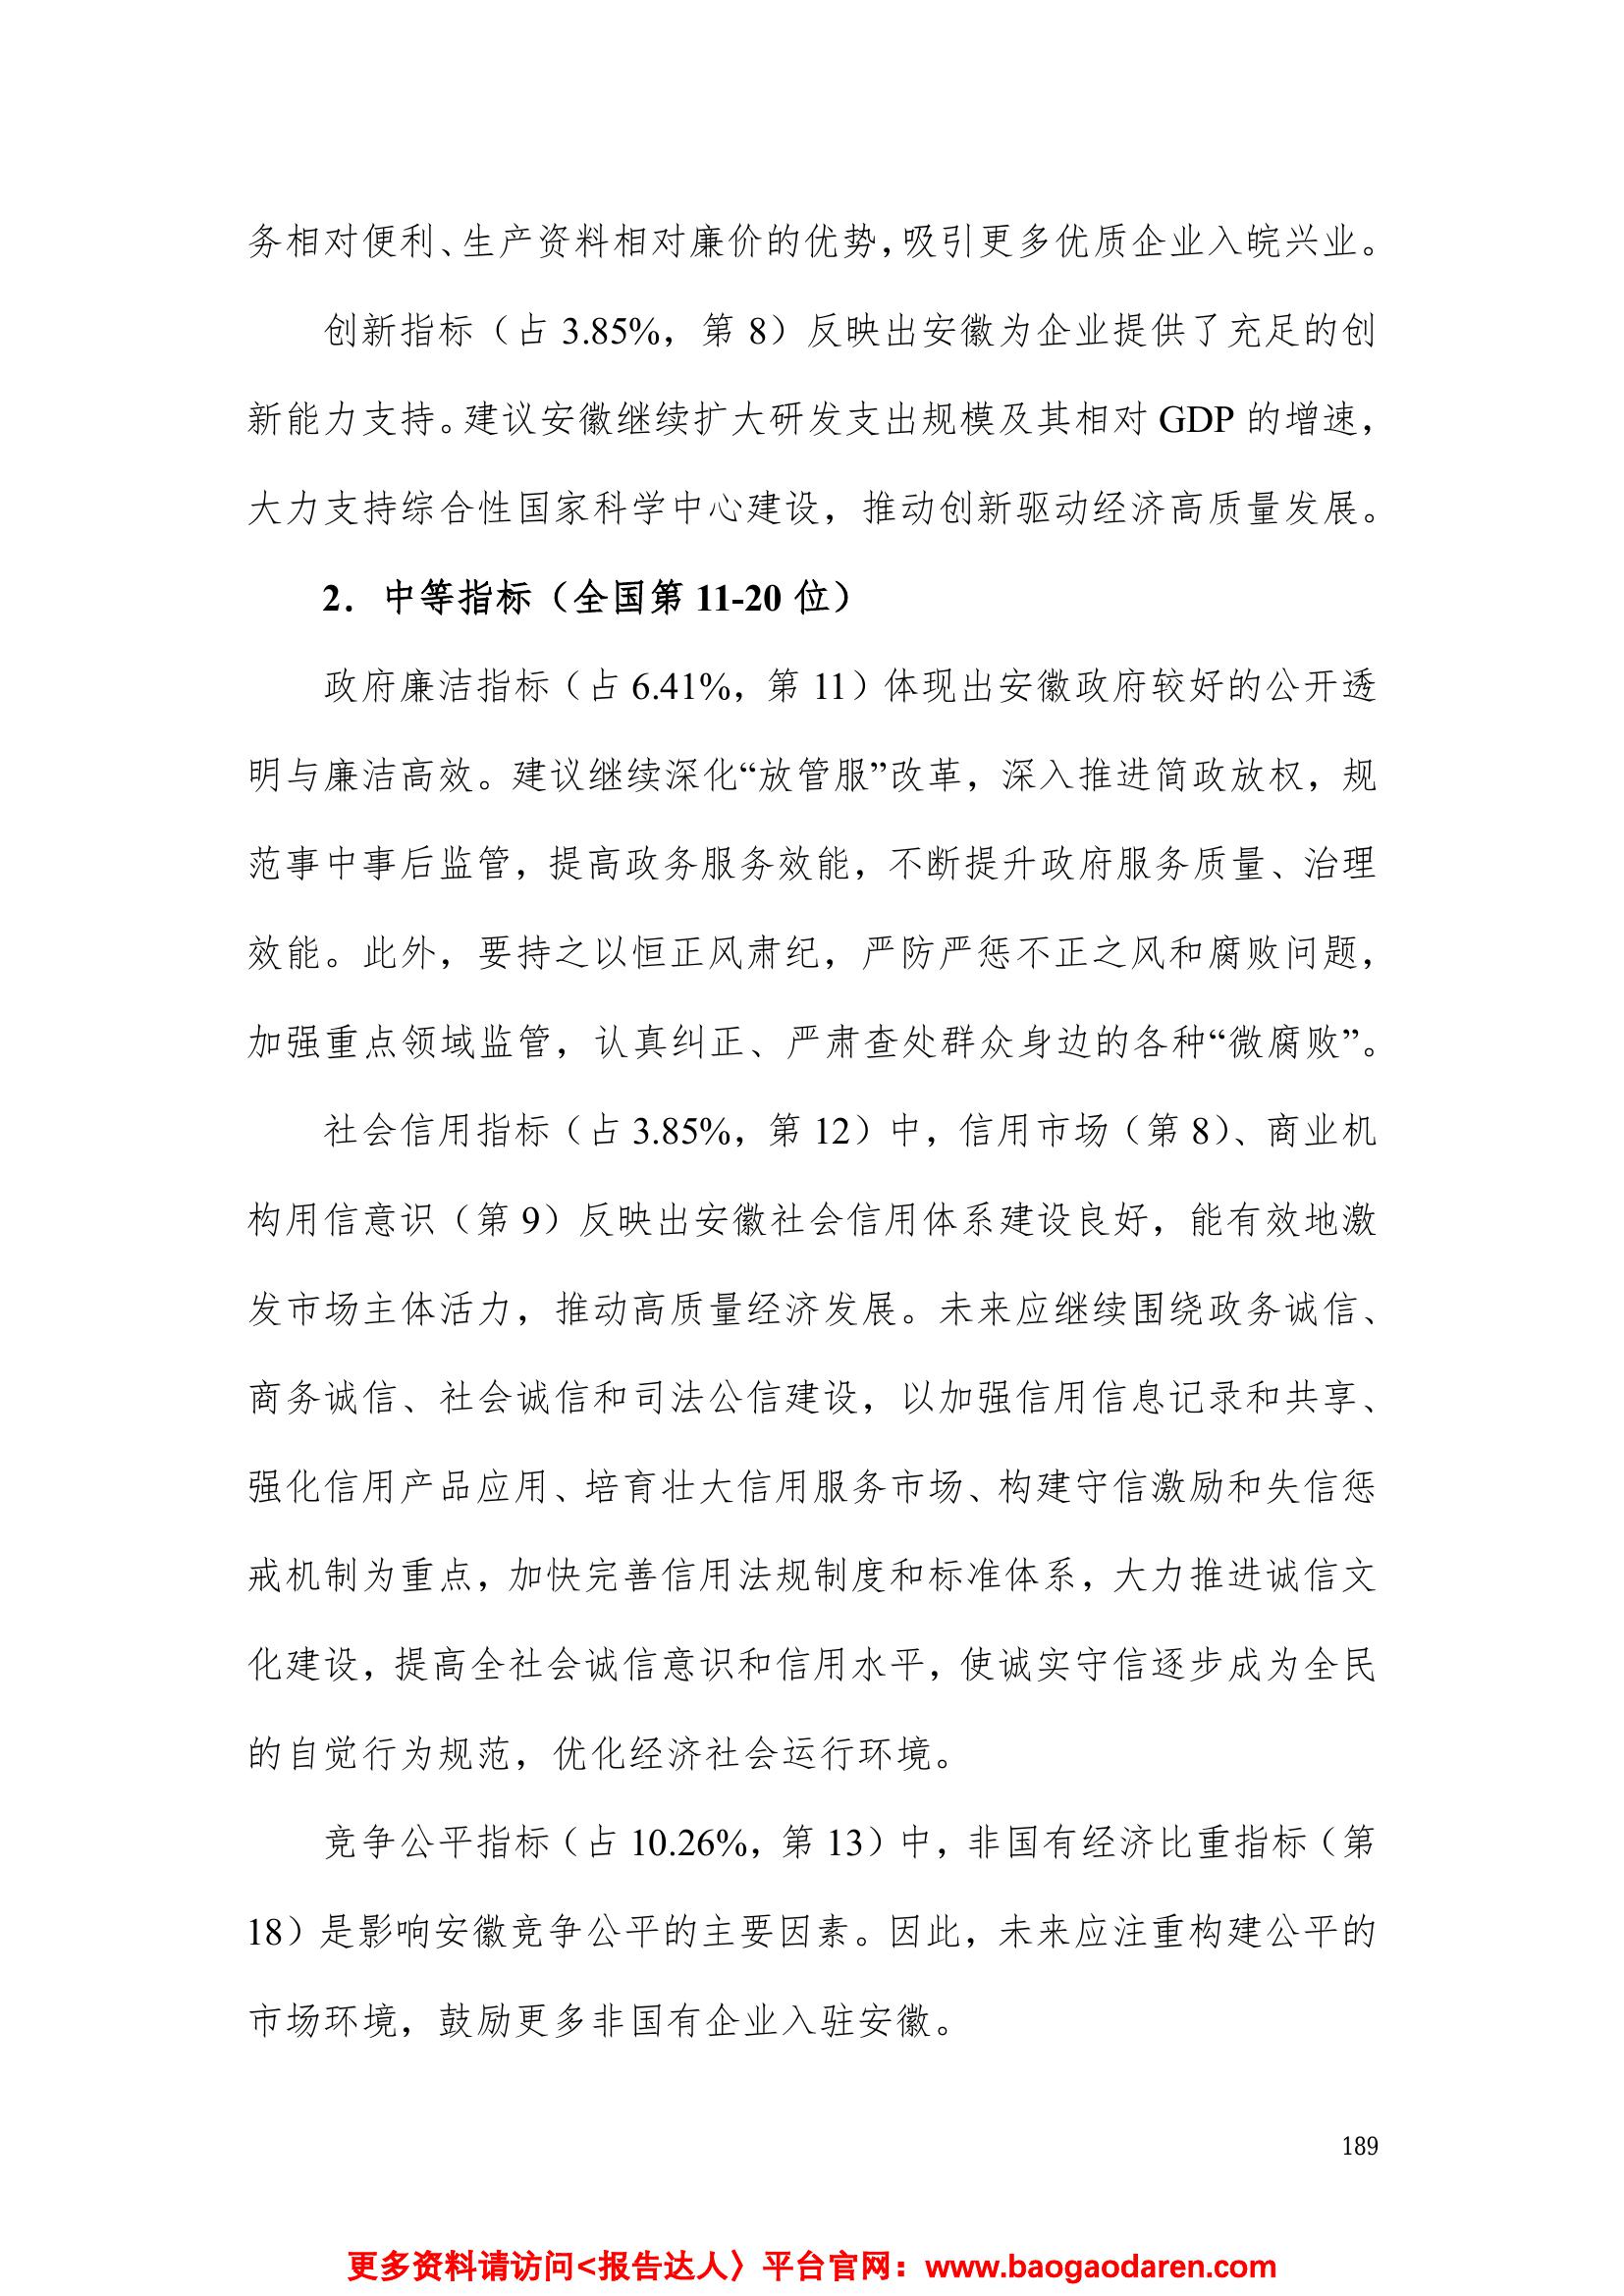 务相对便利、生产资料相对廉价的优势，吸引更多优质企业入皖兴业。
创新指标（占 3.85%，第 8）反映出安徽为企业提供了充足的创
新能力支持。建议安徽继续扩大研发支出规模及其相对 GDP 的增速，
大力支持综合性国家科学中心建设，推动创新驱动经济高质量发展。
2．中等指标（全国第 11-20 位）
政府廉洁指标（占 6.41%，第 11）体现出安徽政府较好的公开透
明与廉洁高效。建议继续深化“放管服”改革，深入推进简政放权，规
范事中事后监管，提高政务服务效能，不断提升政府服务质量、治理
效能。此外，要持之以恒正风肃纪，严防严惩不正之风和腐败问题，
加强重点领域监管，认真纠正、严肃查处群众身边的各种“微腐败”。
社会信用指标（占 3.85%，第 12）中，信用市场（第 8）、商业机
构用信意识（第 9）反映出安徽社会信用体系建设良好，能有效地激
发市场主体活力，推动高质量经济发展。未来应继续围绕政务诚信、
商务诚信、社会诚信和司法公信建设，以加强信用信息记录和共享、
强化信用产品应用、培育壮大信用服务市场、构建守信激励和失信惩
戒机制为重点，加快完善信用法规制度和标准体系，大力推进诚信文
化建设，提高全社会诚信意识和信用水平，使诚实守信逐步成为全民
的自觉行为规范，优化经济社会运行环境。
竞争公平指标（占 10.26%，第 13）中，非国有经济比重指标（第
18）是影响安徽竞争公平的主要因素。因此，未来应注重构建公平的
市场环境，鼓励更多非国有企业入驻安徽。
189
更多资料请访问<报告达人〉平台官网：www.baogaodaren.com